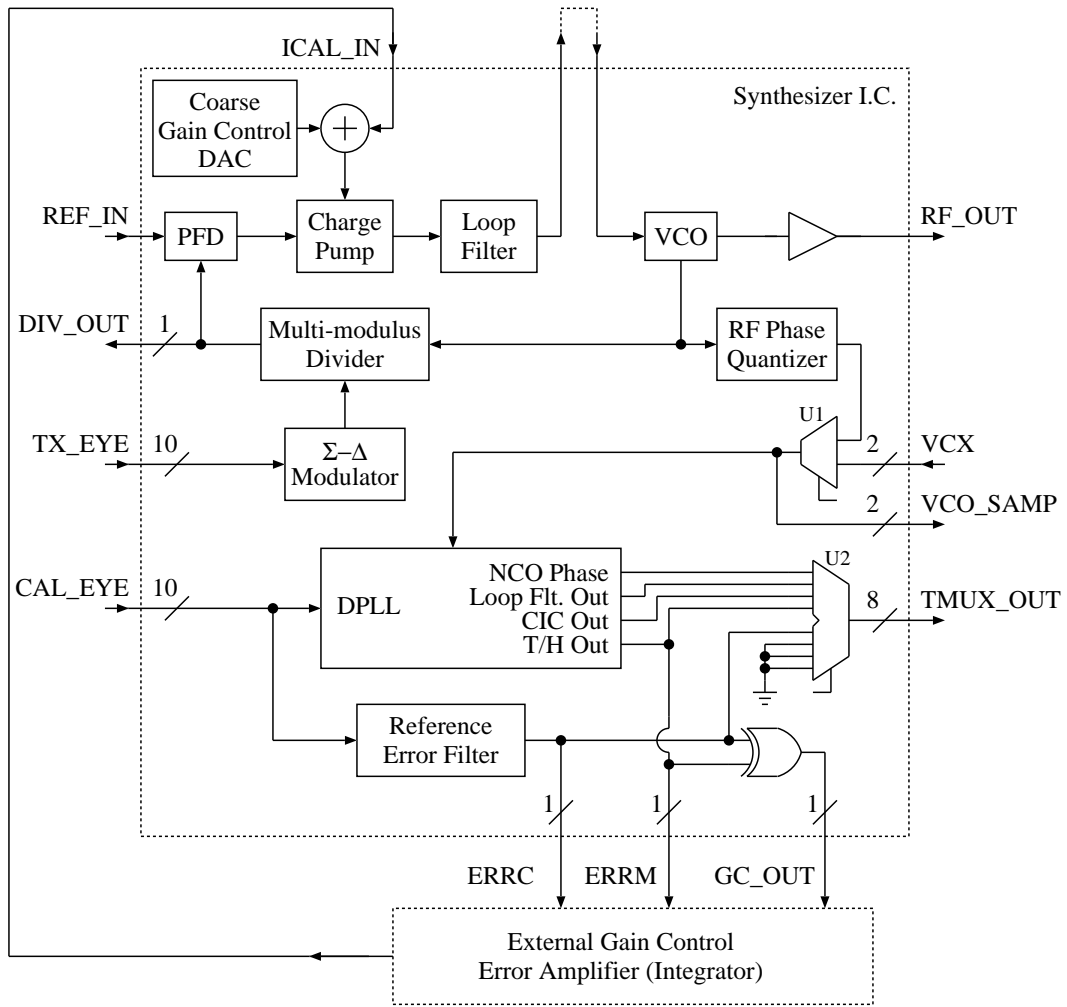 ICAL_IN
Synthesizer I.C.
Coarse
Gain Control
DAC
+
REF_IN
PFD
Charge
Pump
Loop
Filter
VCO
RF_OUT
DIV_OUT
1
Multi-modulus
Divider
RF Phase
Quantizer
U1
TX_EYE
10
Σ−Δ
Modulator
2
VCX
2
VCO_SAMP
CAL_EYE
10
DPLL
NCO Phase
Loop Flt. Out
CIC Out
T/H Out
U2
8
TMUX_OUT
Reference
Error Filter
1
1
1
ERRC
ERRM
GC_OUT
External Gain Control
Error Amplifier (Integrator)